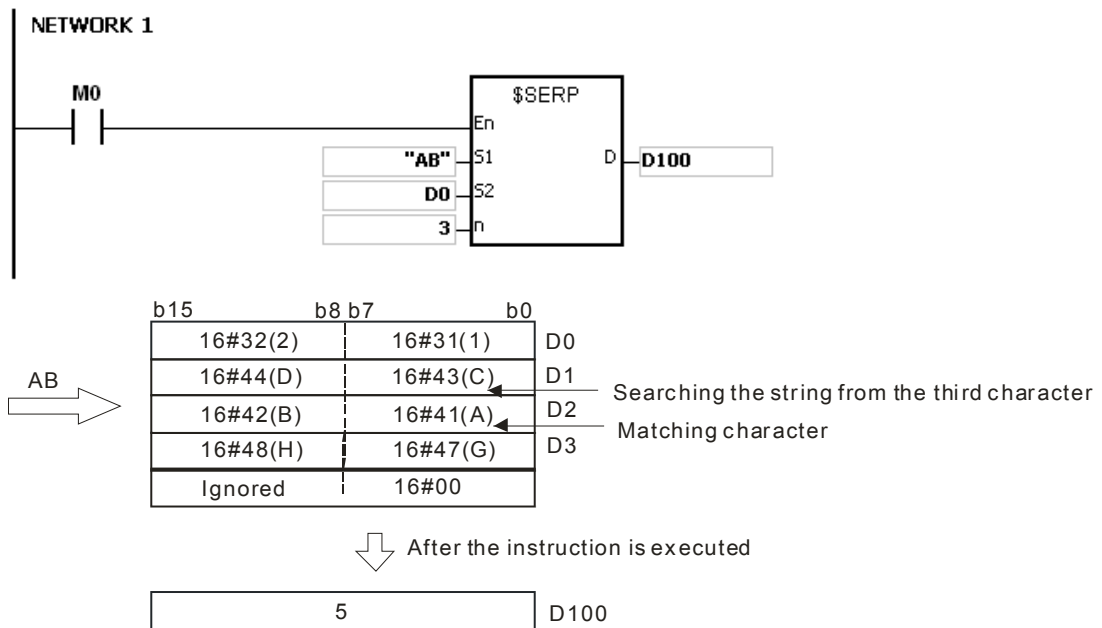 NETWORK 1
M0
$SERP
En
"AB" S1 D D100
D0 S2
3 n
b15 b8 b7 b0
16#32(2) 16#31(1) D0
16#44(D) 16#43(C) D1
AB
Searching the string from the third character
16#42(B) 16#41(A) D2
Matching character
16#48(H) 16#47(G) D3
Ignored 16#00
After the instruction is executed
5 D100